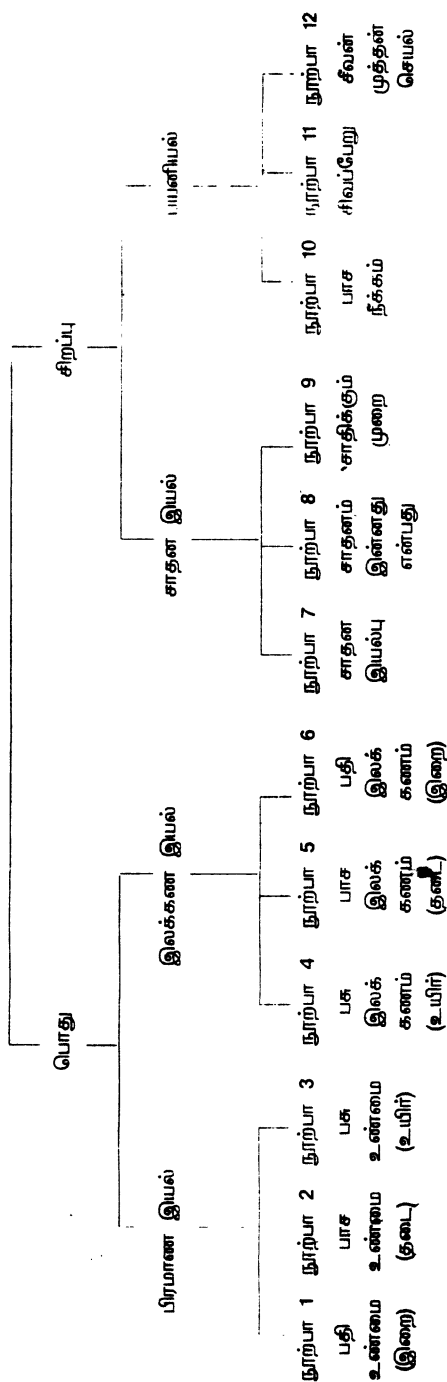 பொது
சிறப்பு
பிரமாண இயல்
இலக்கண இயல்
சாதன இயல்
பயனியல்
நூற்பா 1
பதி
உண்மை
(இறை)
நூற்பா 2
பாச
உண்மை
(தடை)
நூற்பா 3
பசு
உண்மை
(உயிர்)
நூற்பா 4
பசு
இலக்
கணம்
(உயிர்)
நூற்பா 5
பாச
இலக்
கணம்
(தடை)
நூற்பா 6
பதி
இலக்
கணம்
(இறை)
நூற்பா 7
சாதன
இயல்பு
நூற்பா 8
சாதனம்
இன்னது
என்பது
நூற்பா 9
சாதிக்கும்
முறை
நூற்பா 10
பாச
நீக்கம்
நூற்பா 11
சிவப்பேறு
நூற்பா 12
சீவன்
முத்தன்
செயல்